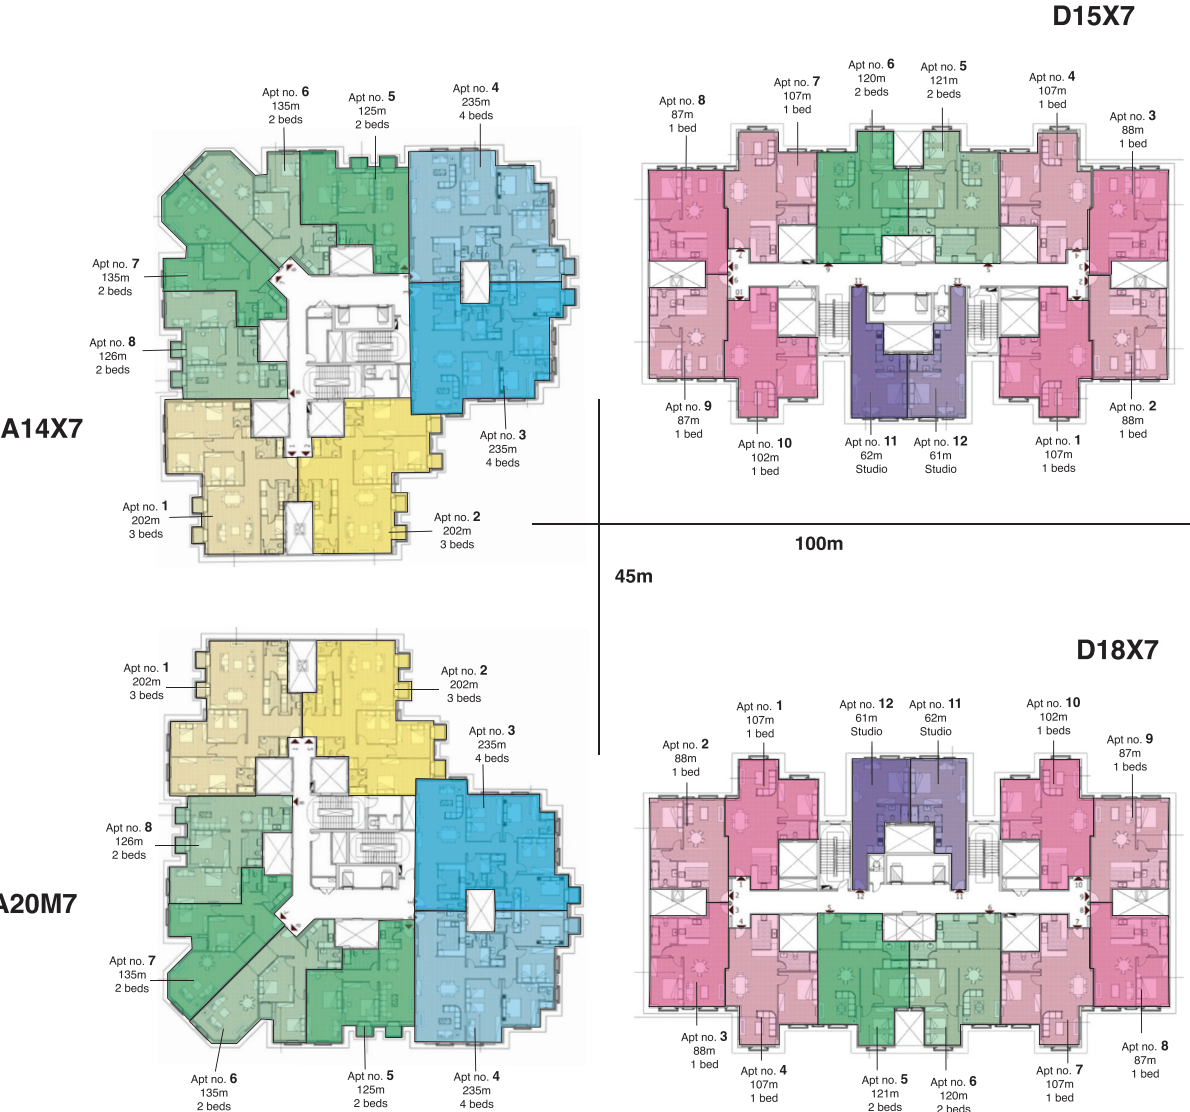 D15X7
Apt no. 6
135m
2 beds
Apt no. 5
125m
2 beds
Apt no. 4
235m
4 beds
Apt no. 7
135m
2 beds
Apt no. 8
126m
2 beds
A14X7
Apt no. 1
202m
3 beds
Apt no. 2
202m
3 beds
Apt no. 3
235m
4 beds
Apt no. 8
87m
1 bed
Apt no. 7
107m
1 bed
Apt no. 6
120m
2 beds
Apt no. 5
121m
2 beds
Apt no. 4
107m
1 bed
Apt no. 3
88m
1 bed
Apt no. 9
87m
1 bed
Apt no. 10
102m
1 bed
Apt no. 11
62m
Studio
Apt no. 12
61m
Studio
Apt no. 1
107m
1 beds
Apt no. 2
88m
1 bed
100m
45m
D18X7
Apt no. 1
202m
3 beds
Apt no. 2
202m
3 beds
Apt no. 3
235m
4 beds
Apt no. 8
126m
2 beds
A20M7
Apt no. 7
135m
2 beds
Apt no. 6
135m
2 beds
Apt no. 5
125m
2 beds
Apt no. 4
235m
4 beds
Apt no. 2
88m
1 bed
Apt no. 1
107m
1 bed
Apt no. 12
61m
Studio
Apt no. 11
62m
Studio
Apt no. 10
102m
1 bed
Apt no. 9
87m
1 bed
Apt no. 3
88m
1 bed
Apt no. 4
107m
1 bed
Apt no. 5
121m
2 beds
Apt no. 6
120m
2 beds
Apt no. 7
107m
1 bed
Apt no. 8
87m
1 bed